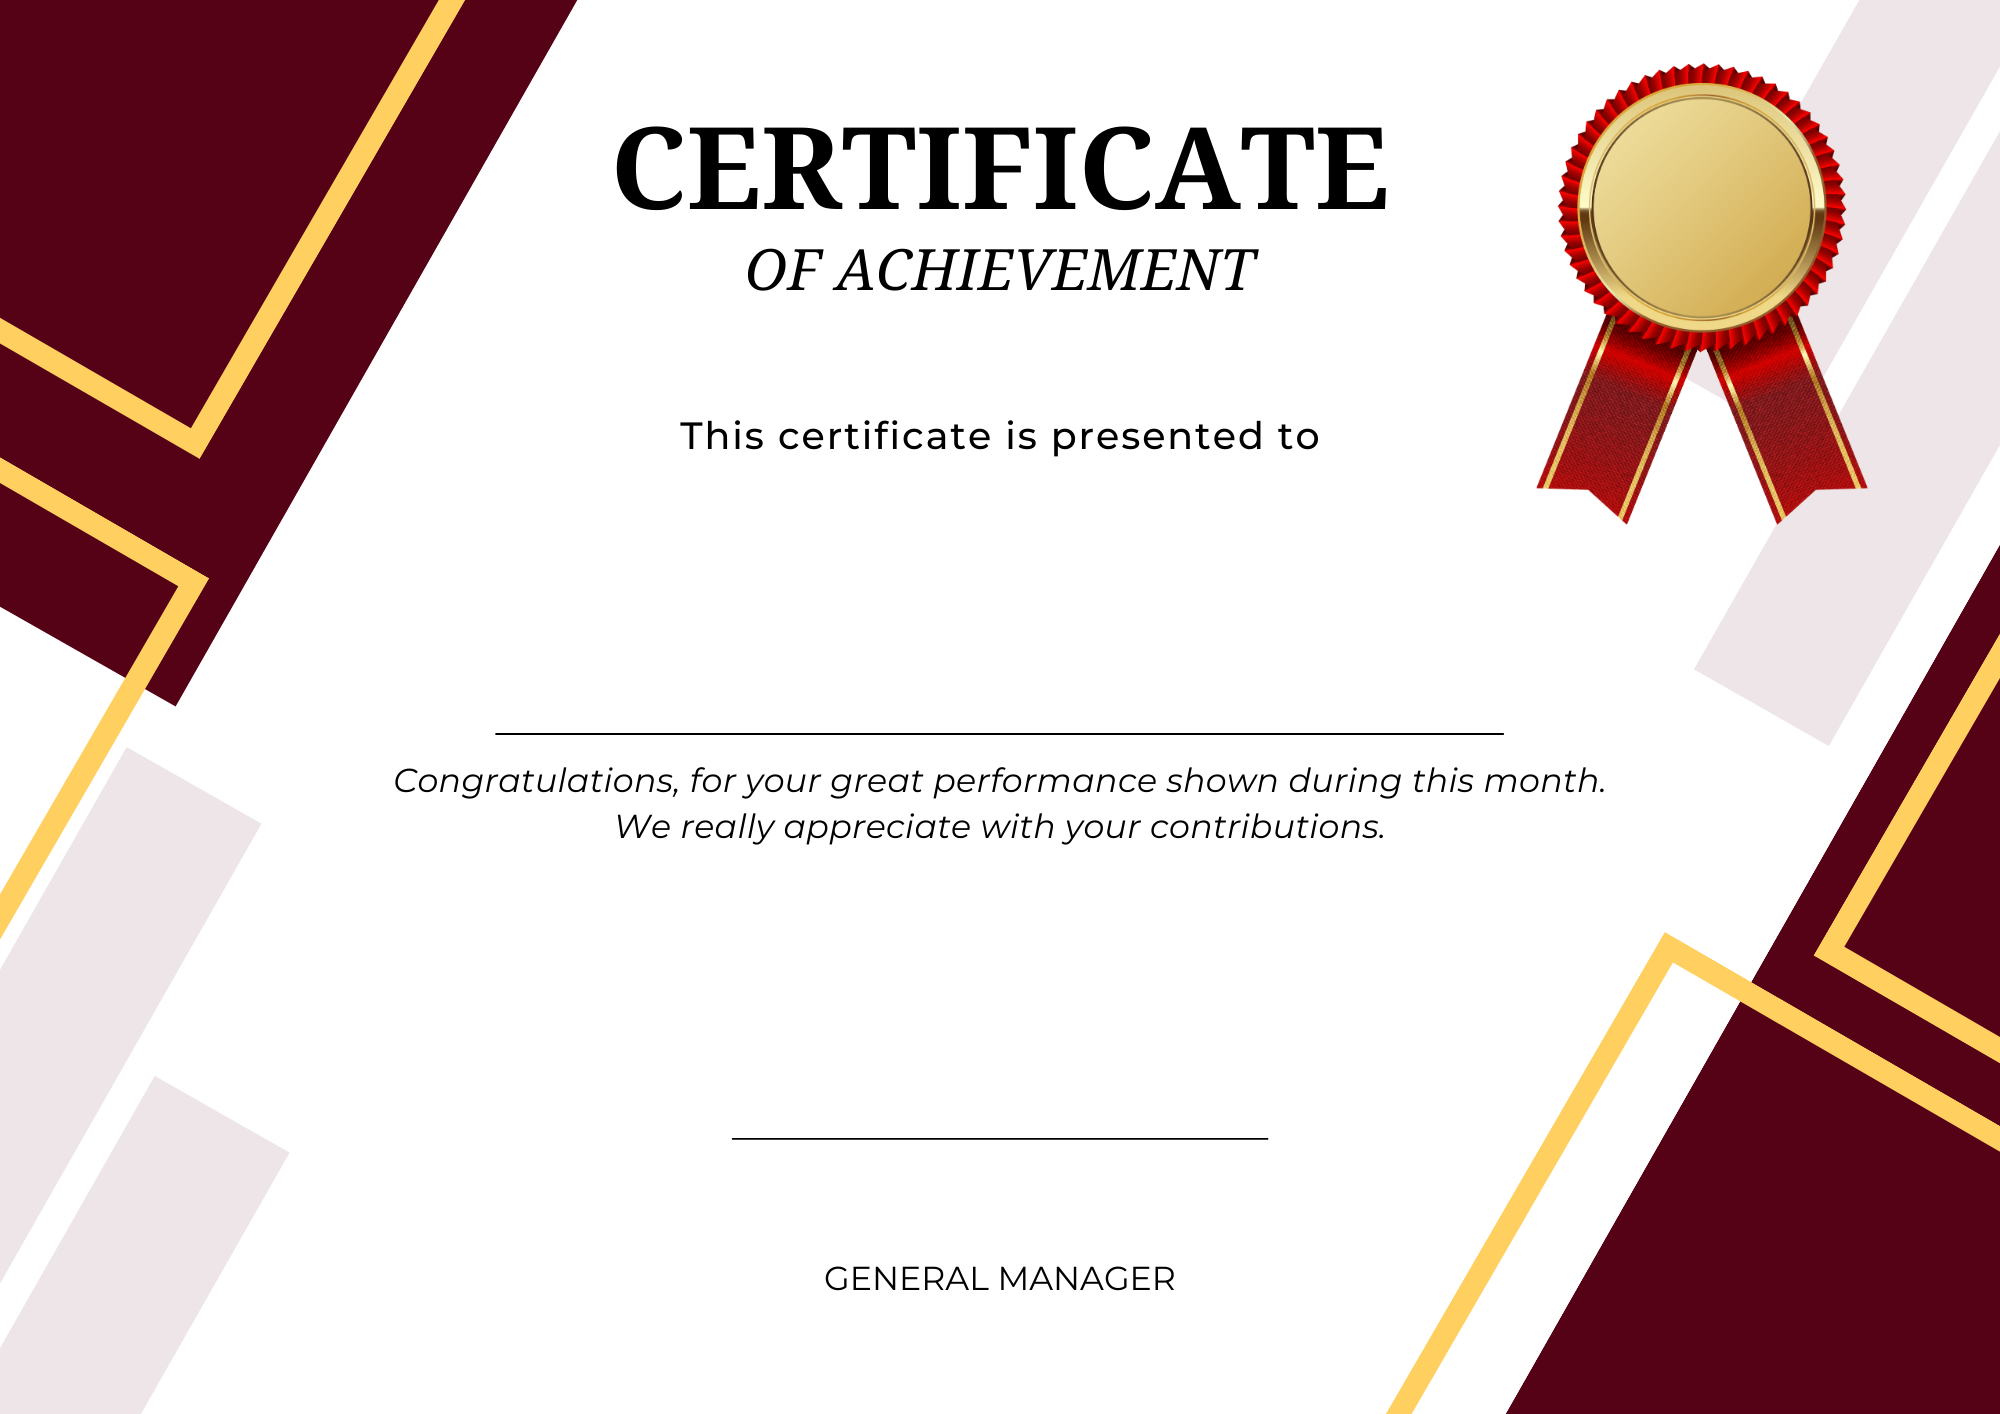 CERTIFICATE
OF ACHIEVEMENT
This certificate is presented to
Congratulations, for your great performance shown during this month.
We really appreciate with your contributions.
GENERAL MANAGER